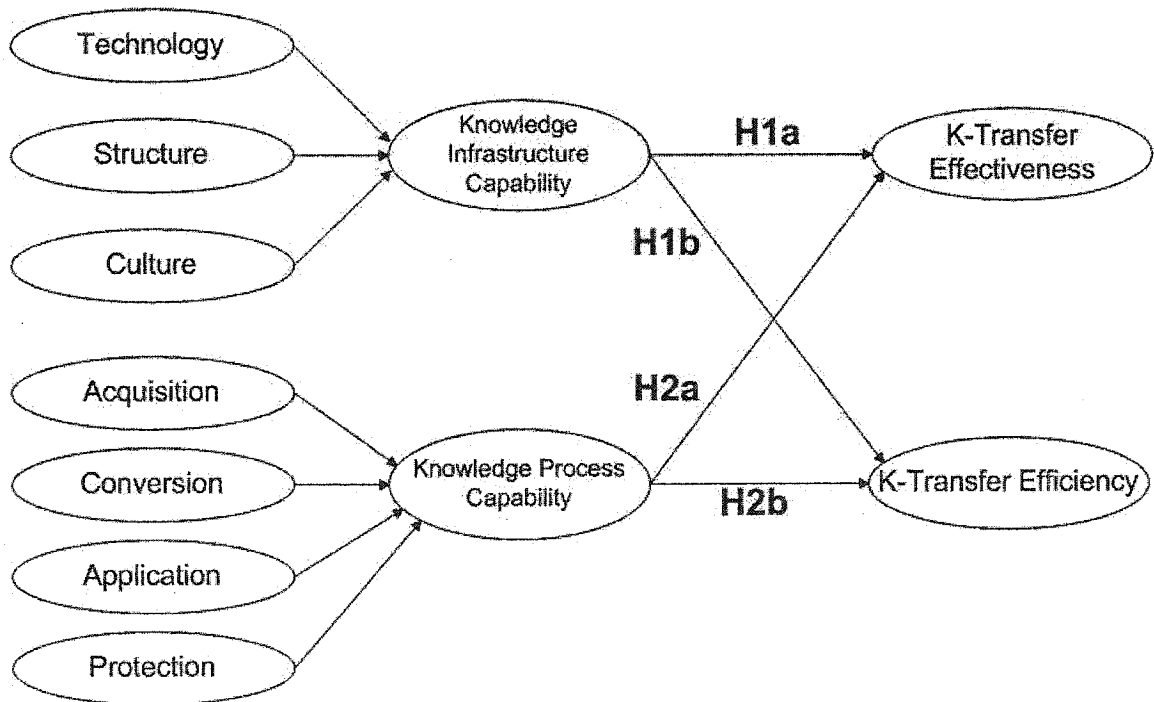 Technology
Structure
Culture
Knowledge
Infrastructure
Capability
H1a
K-Transfer
Effectiveness
H1b
H2a
Acquisition
Conversion
Application
Protection
Knowledge Process
Capability
H2b
K-Transfer Efficiency